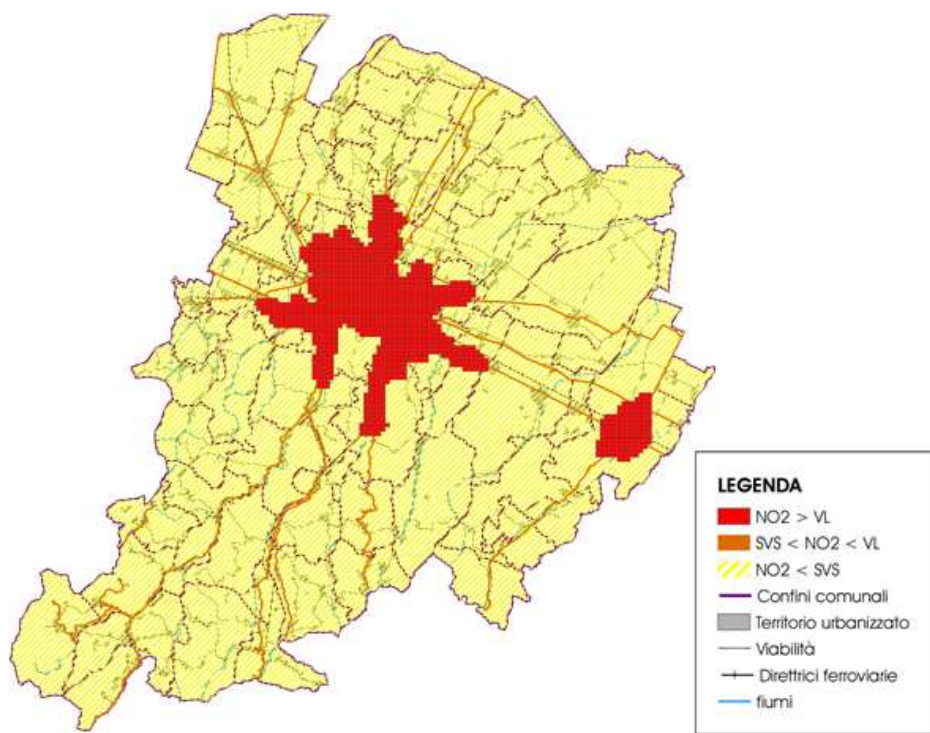 LEGENDA
NO2 > VL
SVS < NO2 < VL
NO2 < SVS
Confini comunali
Territorio urbanizzato
Viabilità
Direttrici ferroviarie
fiumi